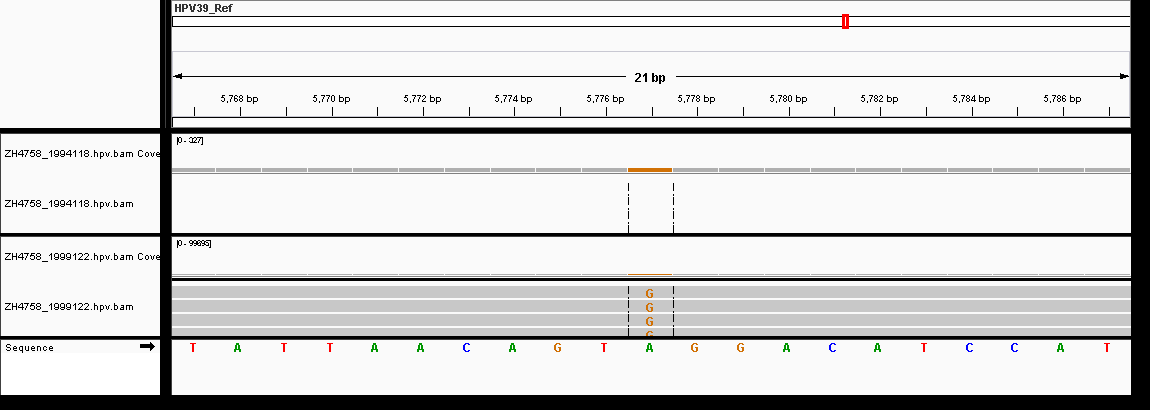 HPV39_Ref
21 bp
5,768 bp 5,770 bp 5,772 bp 5,774 bp 5,776 bp 5,778 bp 5,780 bp 5,782 bp 5,784 bp 5,786 bp
[0 - 327]
ZH4758_1994118.hpv.bam Cove
ZH4758_1994118.hpv.bam
[0 - 99695]
ZH4758_1999122.hpv.bam Cove
G
ZH4758_1999122.hpv.bam G
G
G
Sequence T A T T A A C A G T A G G A C A T C C A T